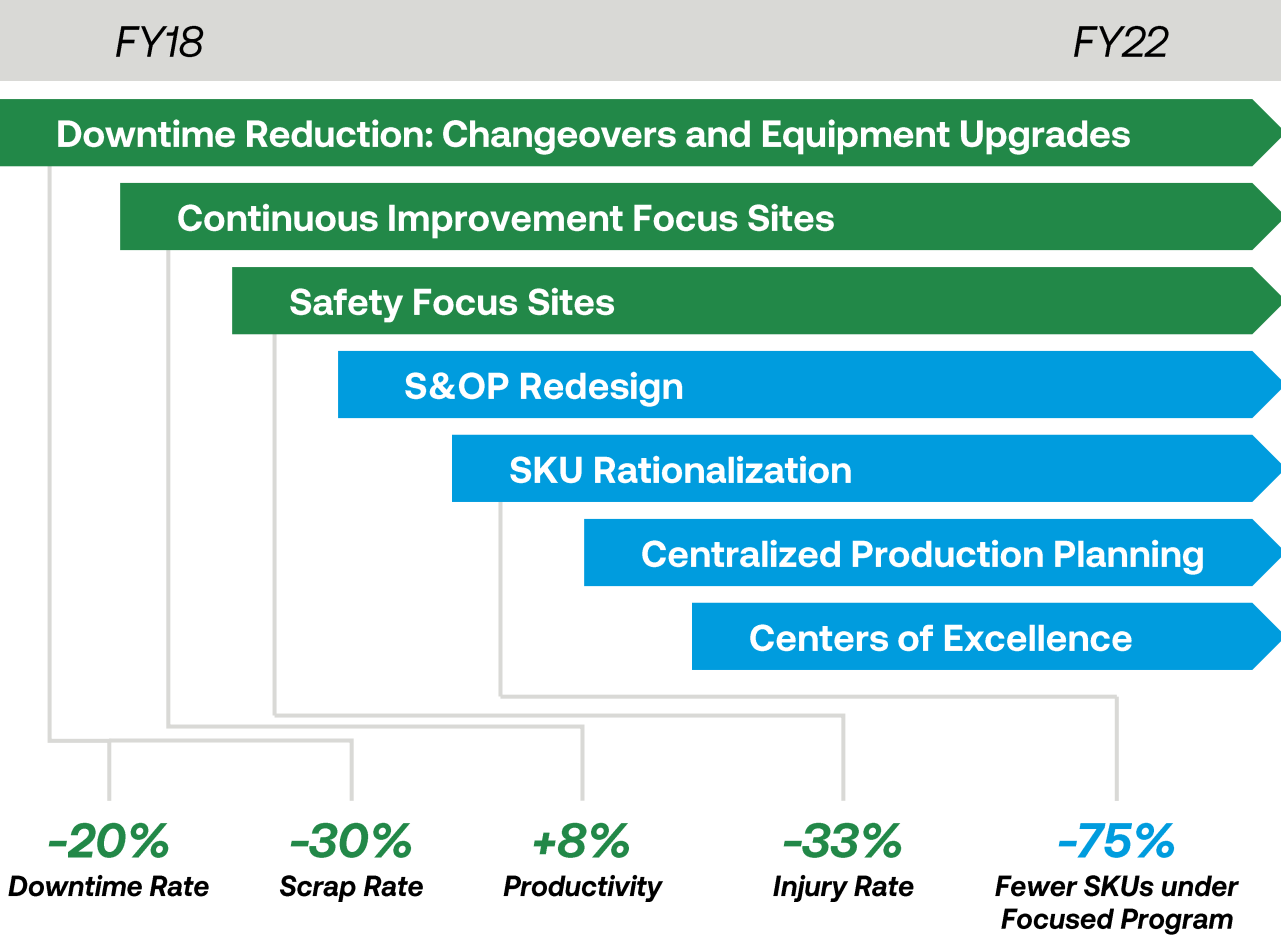 FY18
FY22
Downtime Reduction: Changeovers and Equipment Upgrades
Continuous Improvement Focus Sites
Safety Focus Sites
S&OP Redesign
SKU Rationalization
Centralized Production Planning
Centers of Excellence
-20%
Downtime Rate
-30%
Scrap Rate
+8%
Productivity
-33%
Injury Rate
-75%
Fewer SKUs under
Focused Program